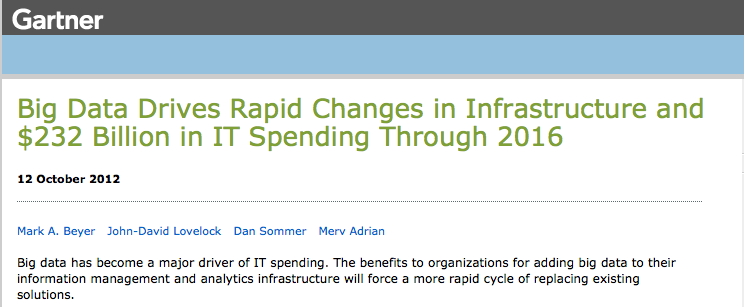 Gartner
Big Data Drives Rapid Changes in Infrastructure and
$232 Billion in IT Spending Through 2016
12 October 2012
Mark A. Beyer John-David Lovelock Dan Sommer Merv Adrian
Big data has become a major driver of IT spending. The benefits to organizations for adding big data to their
information management and analytics infrastructure will force a more rapid cycle of replacing existing
solutions.